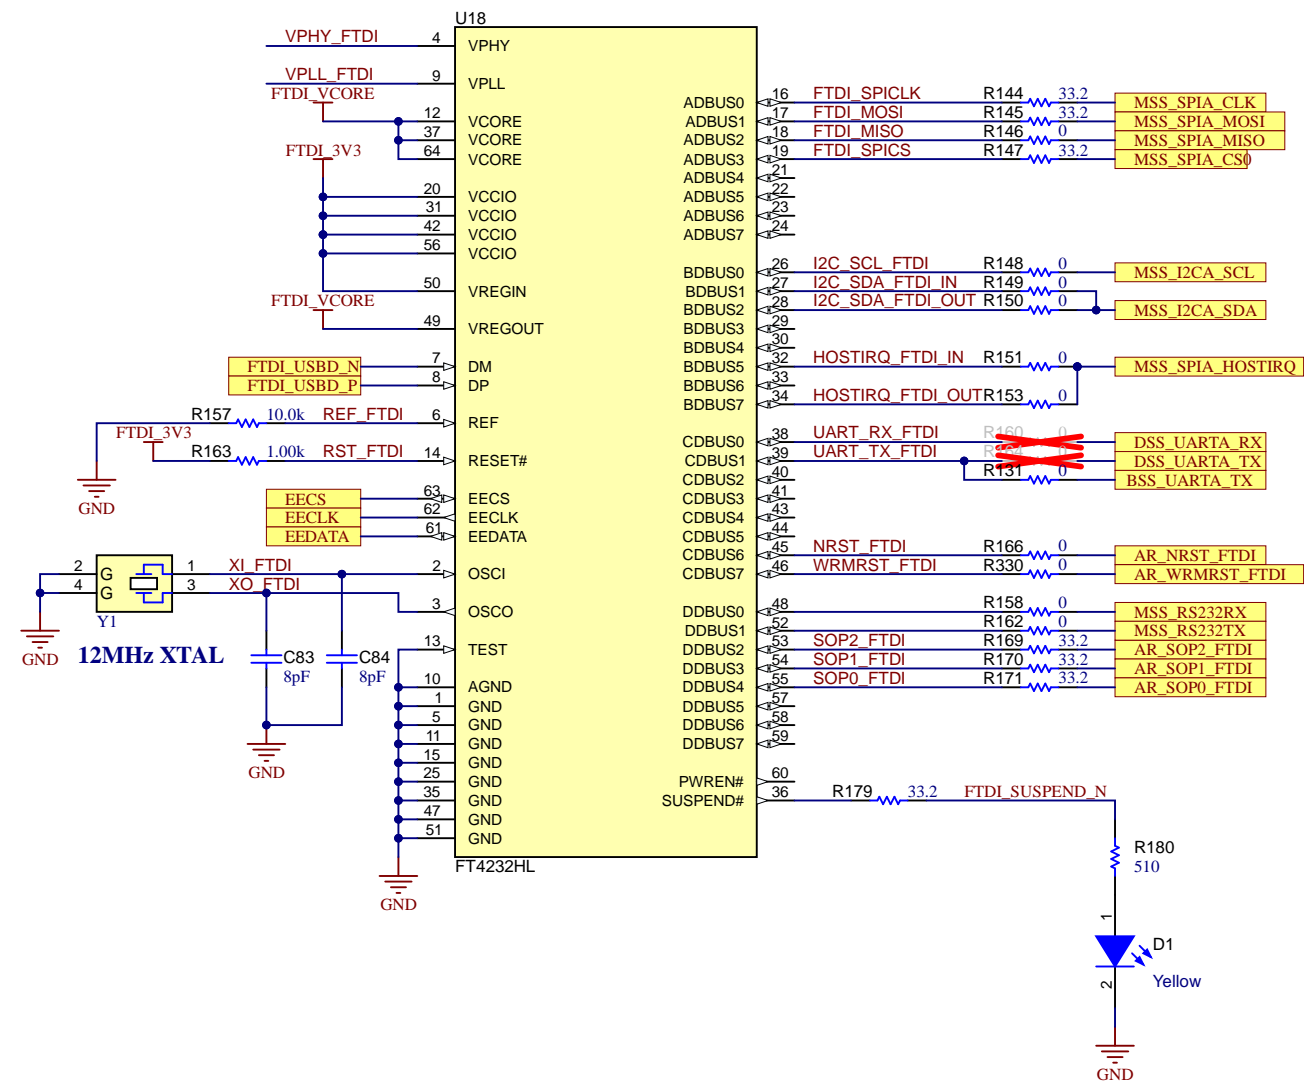 U18
VPHY_FTDI 4 VPHY
VPLL_FTDI 9 VPLL
FTDI_VCORE
12 VCORE
37 VCORE
64 VCORE
FTDI_3V3
20 VCCIO
31 VCCIO
42 VCCIO
56 VCCIO
50 VREGIN
FTDI_VCORE
49 VREGOUT
FTDI_USBD_N 7 DM
FTDI_USBD_P 8 DP
R157 10.0k REF_FTDI 6 REF
FTDI_3V3
R163 1.00k RST_FTDI 14 RESET#
GND
EECS 63 EECS
EECLK 62 EECLK
EEDATA 61 EEDATA
2 G 1 XI_FTDI 2 OSCI
4 G 3 XO_FTDI
3 OSCO
Y1
GND
12MHz XTAL
C83 8pF
C84 8pF
GND
13 TEST
10 AGND
1 GND
5 GND
11 GND
15 GND
25 GND
35 GND
47 GND
51 GND
GND
FT4232HL
ADBUS0 16 FTDI_SPICLK R144 33.2 MSS_SPIA_CLK
ADBUS1 17 FTDI_MOSI R145 33.2 MSS_SPIA_MOSI
ADBUS2 18 FTDI_MISO R146 0 MSS_SPIA_MISO
ADBUS3 19 FTDI_SPICS R147 33.2 MSS_SPIA_CS0
ADBUS4 21
ADBUS5 22
ADBUS6 23
ADBUS7 24
BDBUS0 26 I2C_SCL_FTDI R148 0 MSS_I2CA_SCL
BDBUS1 27 I2C_SDA_FTDI_IN R149 0
BDBUS2 28 I2C_SDA_FTDI_OUT R150 0 MSS_I2CA_SDA
BDBUS3 29
BDBUS4 30
BDBUS5 32 HOSTIRQ_FTDI_IN R151 0 MSS_SPIA_HOSTIRQ
BDBUS6 33
BDBUS7 34 HOSTIRQ_FTDI_OUT R153 0
CDBUS0 38 UART_RX_FTDI R160 0 DSS_UARTA_RX
CDBUS1 39 UART_TX_FTDI R164 0 DSS_UARTA_TX
CDBUS2 40 R131 0 BSS_UARTA_TX
CDBUS3 41
CDBUS4 43
CDBUS5 44
CDBUS6 45 NRST_FTDI R166 0 AR_NRST_FTDI
CDBUS7 46 WRMRST_FTDI R330 0 AR_WRMRST_FTDI
DDBUS0 48 R158 0 MSS_RS232RX
DDBUS1 52 R162 0 MSS_RS232TX
DDBUS2 53 SOP2_FTDI R169 33.2 AR_SOP2_FTDI
DDBUS3 54 SOP1_FTDI R170 33.2 AR_SOP1_FTDI
DDBUS4 55 SOP0_FTDI R171 33.2 AR_SOP0_FTDI
DDBUS5 57
DDBUS6 58
DDBUS7 59
PWREN# 60
SUSPEND# 36 R179 33.2 FTDI_SUSPEND_N
R180
510
1
D1
2
Yellow
GND